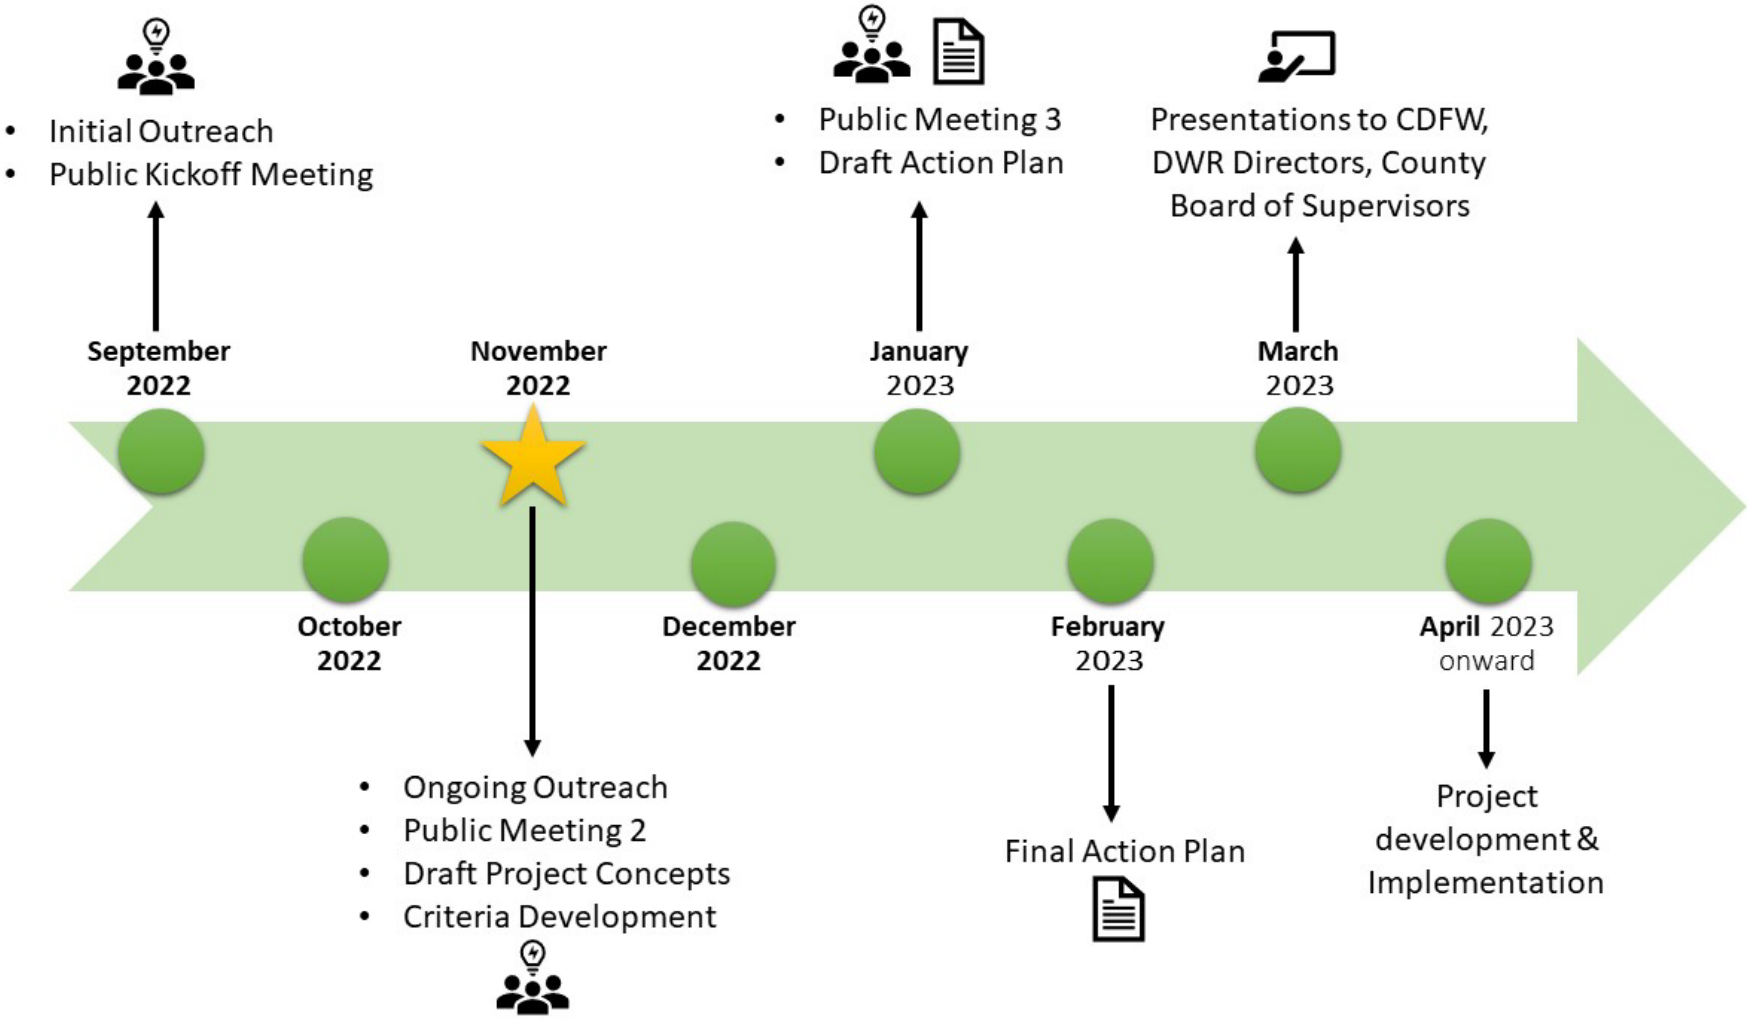 • Initial Outreach
• Public Kickoff Meeting
• Public Meeting 3
• Draft Action Plan
Presentations to CDFW,
DWR Directors, County
Board of Supervisors
September
2022
November
2022
January
2023
March
2023
October
2022
December
2022
February
2023
April 2023
onward
• Ongoing Outreach
• Public Meeting 2
• Draft Project Concepts
• Criteria Development
Final Action Plan
Project
development &
Implementation